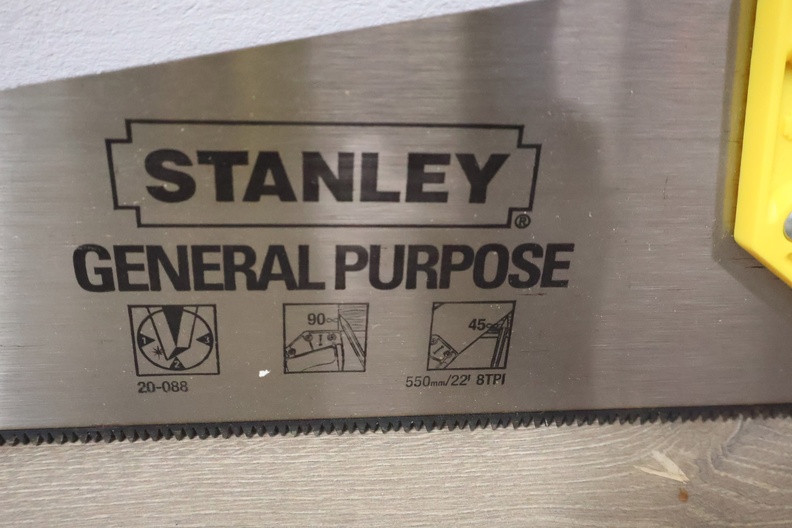 STANLEY
®
GENERAL PURPOSE
90∞
45∞
20-088
550mm/22" 8TPI